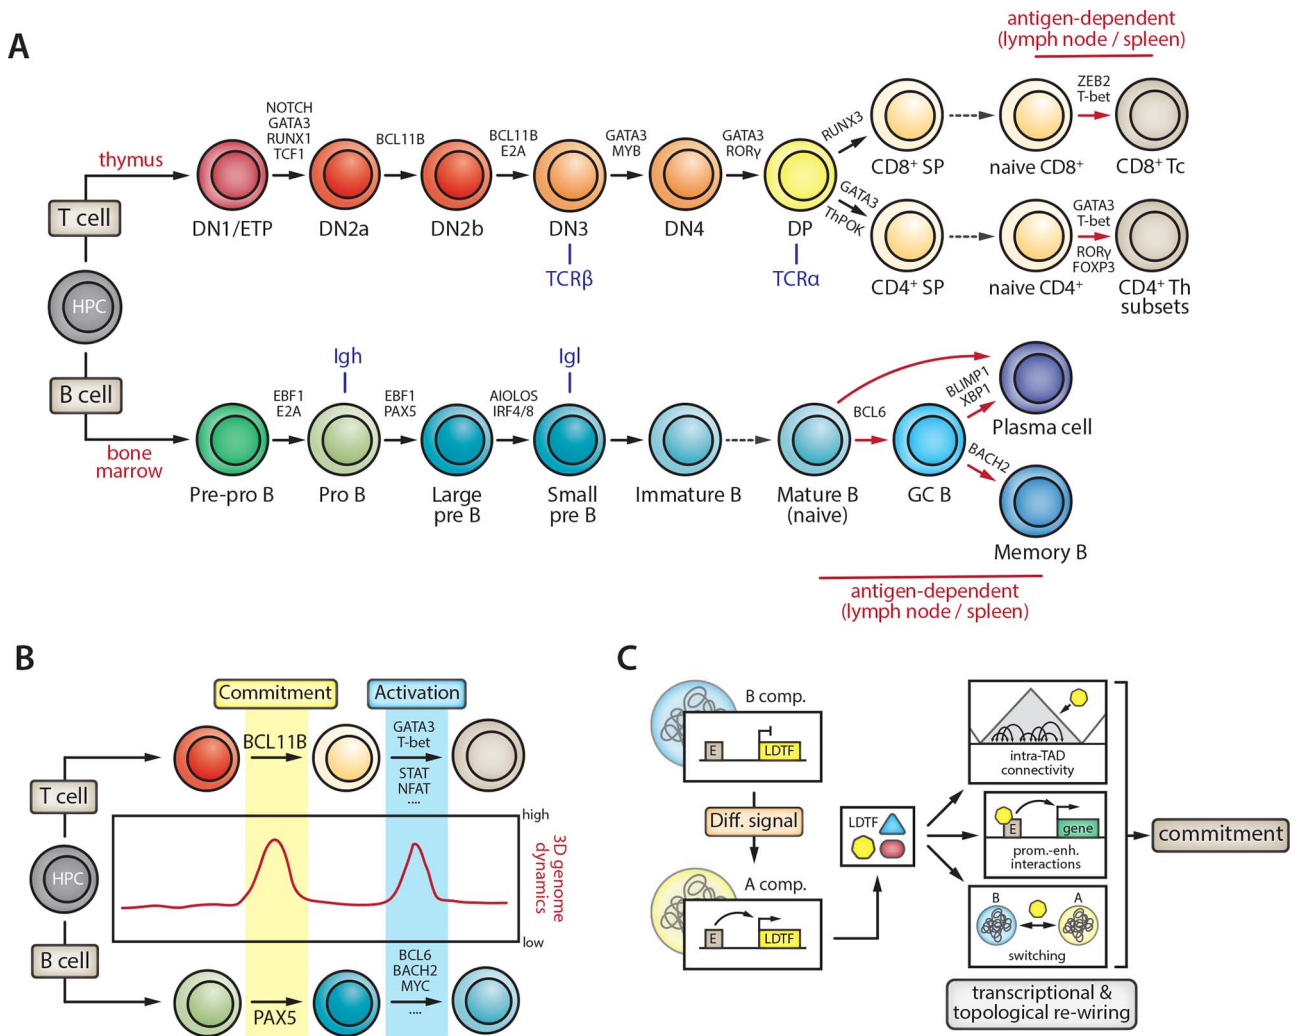 A
antigen-dependent
(lymph node / spleen)
thymus
NOTCH
GATA3
RUNX1
TCF1
BCL11B
BCL11B
E2A
GATA3
MYB
GATA3
RORγ
RUNX3
GATA3
ThPOK
ZEB2
T-bet
CD8⁺ SP
naive CD8⁺
CD8⁺ Tc
T cell
DN1/ETP
DN2a
DN2b
DN3
DN4
DP
TCRβ
TCRα
GATA3
T-bet
RORγ
FOXP3
CD4⁺ SP
naive CD4⁺
CD4⁺ Th
subsets
HPC
B cell
bone
marrow
Igh
Igl
EBF1
E2A
EBF1
PAX5
AIOLOS
IRF4/8
BCL6
BLIMP1
XBP1
BACH2
Plasma cell
Pre-pro B
Pro B
Large
pre B
Small
pre B
Immature B
Mature B
(naive)
GC B
Memory B
antigen-dependent
(lymph node / spleen)
B
Commitment
Activation
BCL11B
GATA3
T-bet
STAT
NFAT
....
T cell
HPC
B cell
high
3D genome
dynamics
low
PAX5
BCL6
BACH2
MYC
....
C
B comp.
E
LDTF
Diff. signal
A comp.
E
LDTF
LDTF
intra-TAD
connectivity
E
gene
prom.-enh.
interactions
B
A
switching
commitment
transcriptional &
topological re-wiring